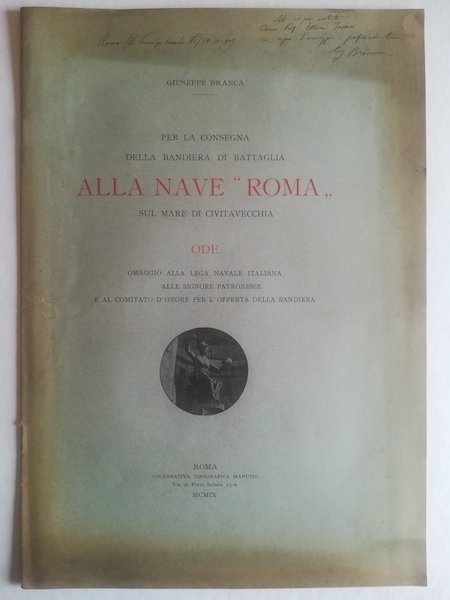 All'
Roma
GIUSEPPE BRANCA
PER LA CONSEGNA
DELLA BANDIERA DI BATTAGLIA
ALLA NAVE "ROMA„
SUL MARE DI CIVITAVECCHIA
ODE
OMAGGIO ALLA LEGA NAVALE ITALIANA
ALLE SIGNORE PATRONESSE
E AL COMITATO D'ONORE PER L'OFFERTA DELLA BANDIERA
ROMA
COOPERATIVA TIPOGRAFICA MANUZIO
Via di Porta Salaria 23-A
MCMIX